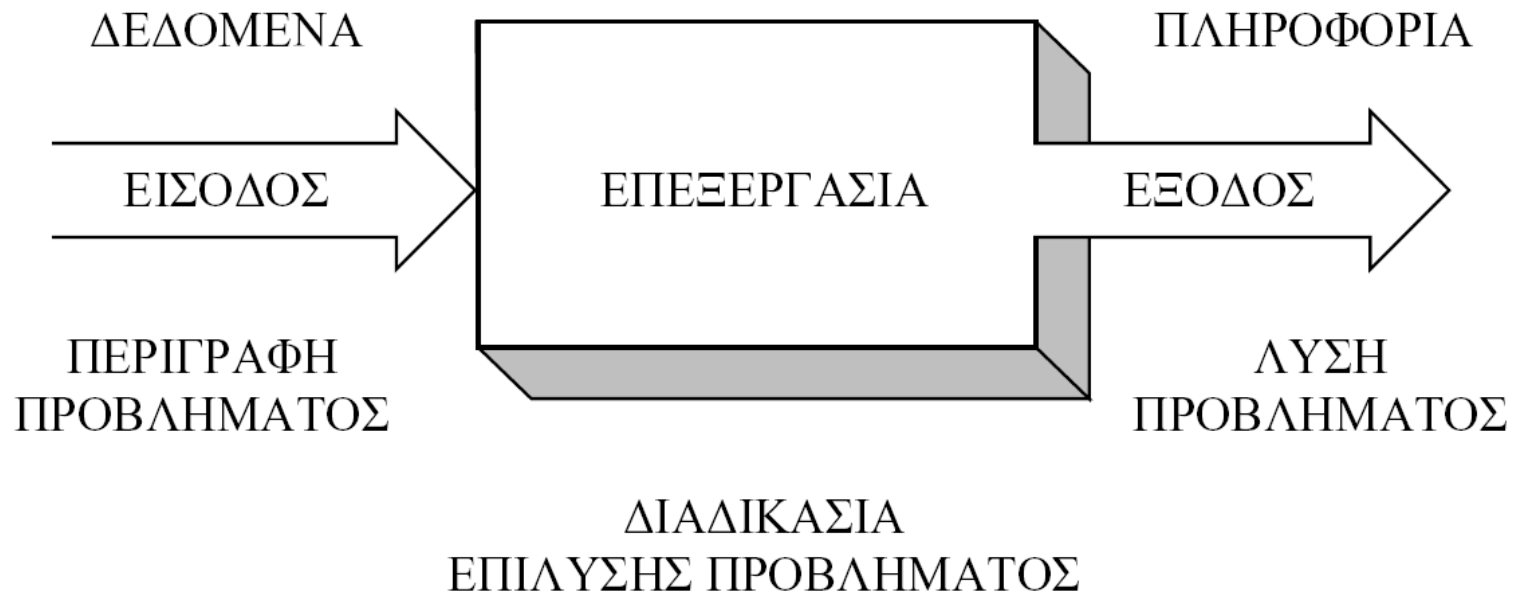 ΔΕΔΟΜΕΝΑ
ΠΛΗΡΟΦΟΡΙΑ
ΕΙΣΟΔΟΣ
ΕΠΕΞΕΡΓΑΣΙΑ
ΕΞΟΔΟΣ
ΠΕΡΙΓΡΑΦΗ
ΠΡΟΒΛΗΜΑΤΟΣ
ΛΥΣΗ
ΠΡΟΒΛΗΜΑΤΟΣ
ΔΙΑΔΙΚΑΣΙΑ
ΕΠΙΛΥΣΗΣ ΠΡΟΒΛΗΜΑΤΟΣ